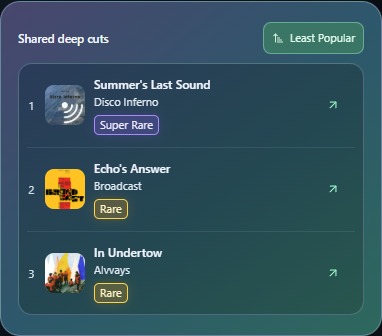 Shared deep cuts
Least Popular
1
Summer's Last Sound
Disco Inferno
Super Rare
2
Echo's Answer
Broadcast
Rare
3
In Undertow
Alvvays
Rare